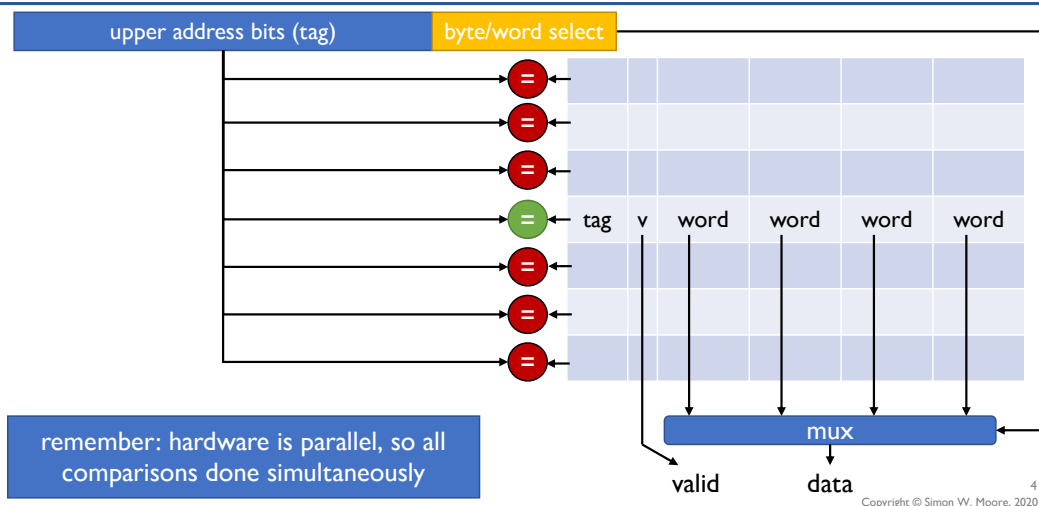 upper address bits (tag)
byte/word select
=
=
=
=
tag v word word word word
=
=
=
mux
remember: hardware is parallel, so all
comparisons done simultaneously
valid data
4
Copyright © Simon W. Moore, 2020